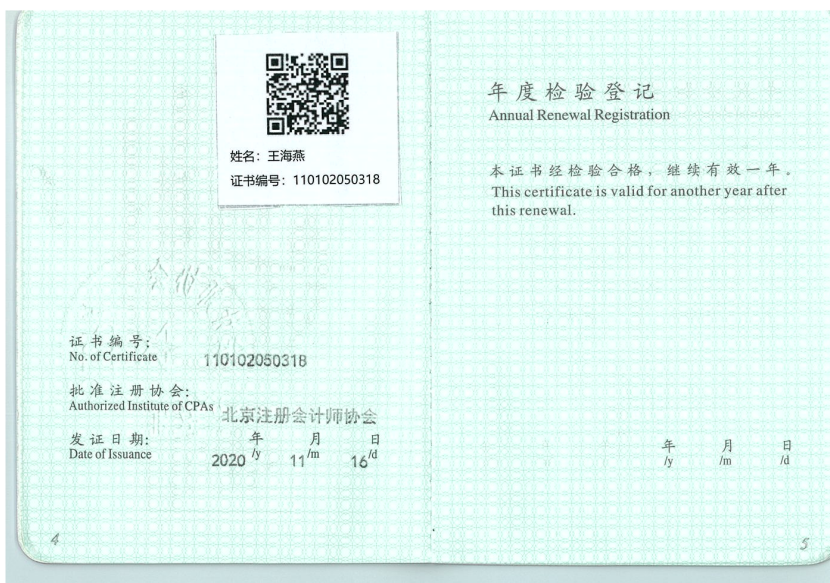 姓名：王海燕
证书编号：110102050318
证书编号：
No. of Certificate
110102050318
批准注册协会：
Authorized Institute of CPAs
北京注册会计师协会
发证日期：
Date of Issuance
年 月 日
2020 /y 11 /m 16 /d
4
年度检验登记
Annual Renewal Registration
本证书经检验合格，继续有效一年。
This certificate is valid for another year after
this renewal.
年 月 日
/y /m /d
5